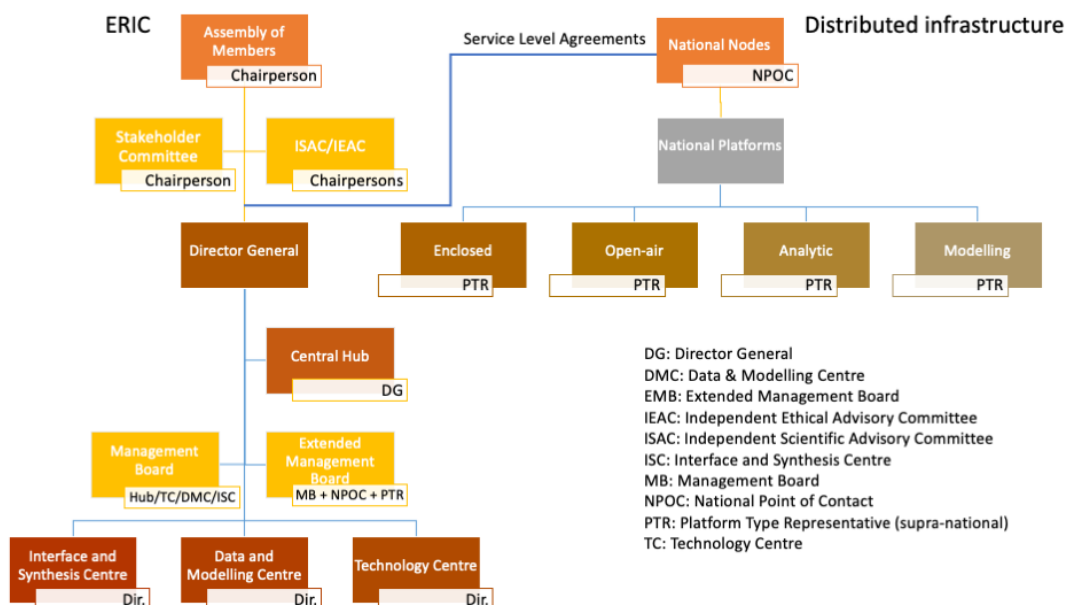 ERIC
Assembly of
Members
Chairperson
Service Level Agreements
National Nodes
NPOC
Distributed infrastructure
Stakeholder
Committee
Chairperson
ISAC/IEAC
Chairpersons
National Platforms
Director General
Enclosed
PTR
Open-air
PTR
Analytic
PTR
Modelling
PTR
Central Hub
DG
Management
Board
Hub/TC/DMC/ISC
Extended
Management
Board
MB + NPOC + PTR
Interface and
Synthesis Centre
Dir.
Data and
Modelling Centre
Dir.
Technology Centre
Dir.
DG: Director General
DMC: Data & Modelling Centre
EMB: Extended Management Board
IEAC: Independent Ethical Advisory Committee
ISAC: Independent Scientific Advisory Committee
ISC: Interface and Synthesis Centre
MB: Management Board
NPOC: National Point of Contact
PTR: Platform Type Representative (supra-national)
TC: Technology Centre